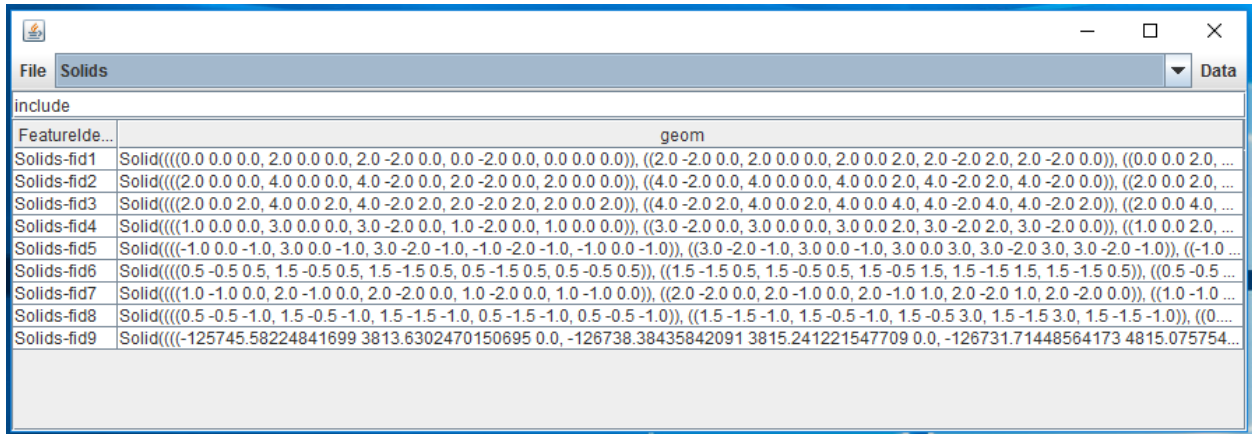 File Solids Data
include
FeatureIde... geom
Solids-fid1 Solid((((0.0 0.0 0.0, 2.0 0.0 0.0, 2.0 -2.0 0.0, 0.0 -2.0 0.0, 0.0 0.0 0.0)), ((2.0 -2.0 0.0, 2.0 0.0 0.0, 2.0 0.0 2.0, 2.0 -2.0 2.0, 2.0 -2.0 0.0)), ((0.0 0.0 2.0, ...
Solids-fid2 Solid((((2.0 0.0 0.0, 4.0 0.0 0.0, 4.0 -2.0 0.0, 2.0 -2.0 0.0, 2.0 0.0 0.0)), ((4.0 -2.0 0.0, 4.0 0.0 0.0, 4.0 0.0 2.0, 4.0 -2.0 2.0, 4.0 -2.0 0.0)), ((2.0 0.0 2.0, ...
Solids-fid3 Solid((((2.0 0.0 2.0, 4.0 0.0 2.0, 4.0 -2.0 2.0, 2.0 -2.0 2.0, 2.0 0.0 2.0)), ((4.0 -2.0 2.0, 4.0 0.0 2.0, 4.0 0.0 4.0, 4.0 -2.0 4.0, 4.0 -2.0 2.0)), ((2.0 0.0 4.0, ...
Solids-fid4 Solid((((1.0 0.0 0.0, 3.0 0.0 0.0, 3.0 -2.0 0.0, 1.0 -2.0 0.0, 1.0 0.0 0.0)), ((3.0 -2.0 0.0, 3.0 0.0 0.0, 3.0 0.0 2.0, 3.0 -2.0 2.0, 3.0 -2.0 0.0)), ((1.0 0.0 2.0, ...
Solids-fid5 Solid((((-1.0 0.0 -1.0, 3.0 0.0 -1.0, 3.0 -2.0 -1.0, -1.0 -2.0 -1.0, -1.0 0.0 -1.0)), ((3.0 -2.0 -1.0, 3.0 0.0 -1.0, 3.0 0.0 3.0, 3.0 -2.0 3.0, 3.0 -2.0 -1.0)), ((-1.0 ...
Solids-fid6 Solid((((0.5 -0.5 0.5, 1.5 -0.5 0.5, 1.5 -1.5 0.5, 0.5 -1.5 0.5, 0.5 -0.5 0.5)), ((1.5 -1.5 0.5, 1.5 -0.5 0.5, 1.5 -0.5 1.5, 1.5 -1.5 1.5, 1.5 -1.5 0.5)), ((0.5 -0.5 ...
Solids-fid7 Solid((((1.0 -1.0 0.0, 2.0 -1.0 0.0, 2.0 -2.0 0.0, 1.0 -2.0 0.0, 1.0 -1.0 0.0)), ((2.0 -2.0 0.0, 2.0 -1.0 0.0, 2.0 -1.0 1.0, 2.0 -2.0 1.0, 2.0 -2.0 0.0)), ((1.0 -1.0 ...
Solids-fid8 Solid((((0.5 -0.5 -1.0, 1.5 -0.5 -1.0, 1.5 -1.5 -1.0, 0.5 -1.5 -1.0, 0.5 -0.5 -1.0)), ((1.5 -1.5 -1.0, 1.5 -0.5 -1.0, 1.5 -0.5 3.0, 1.5 -1.5 3.0, 1.5 -1.5 -1.0)), ((0....
Solids-fid9 Solid((((-125745.58224841699 3813.6302470150695 0.0, -126738.38435842091 3815.241221547709 0.0, -126731.71448564173 4815.075754...